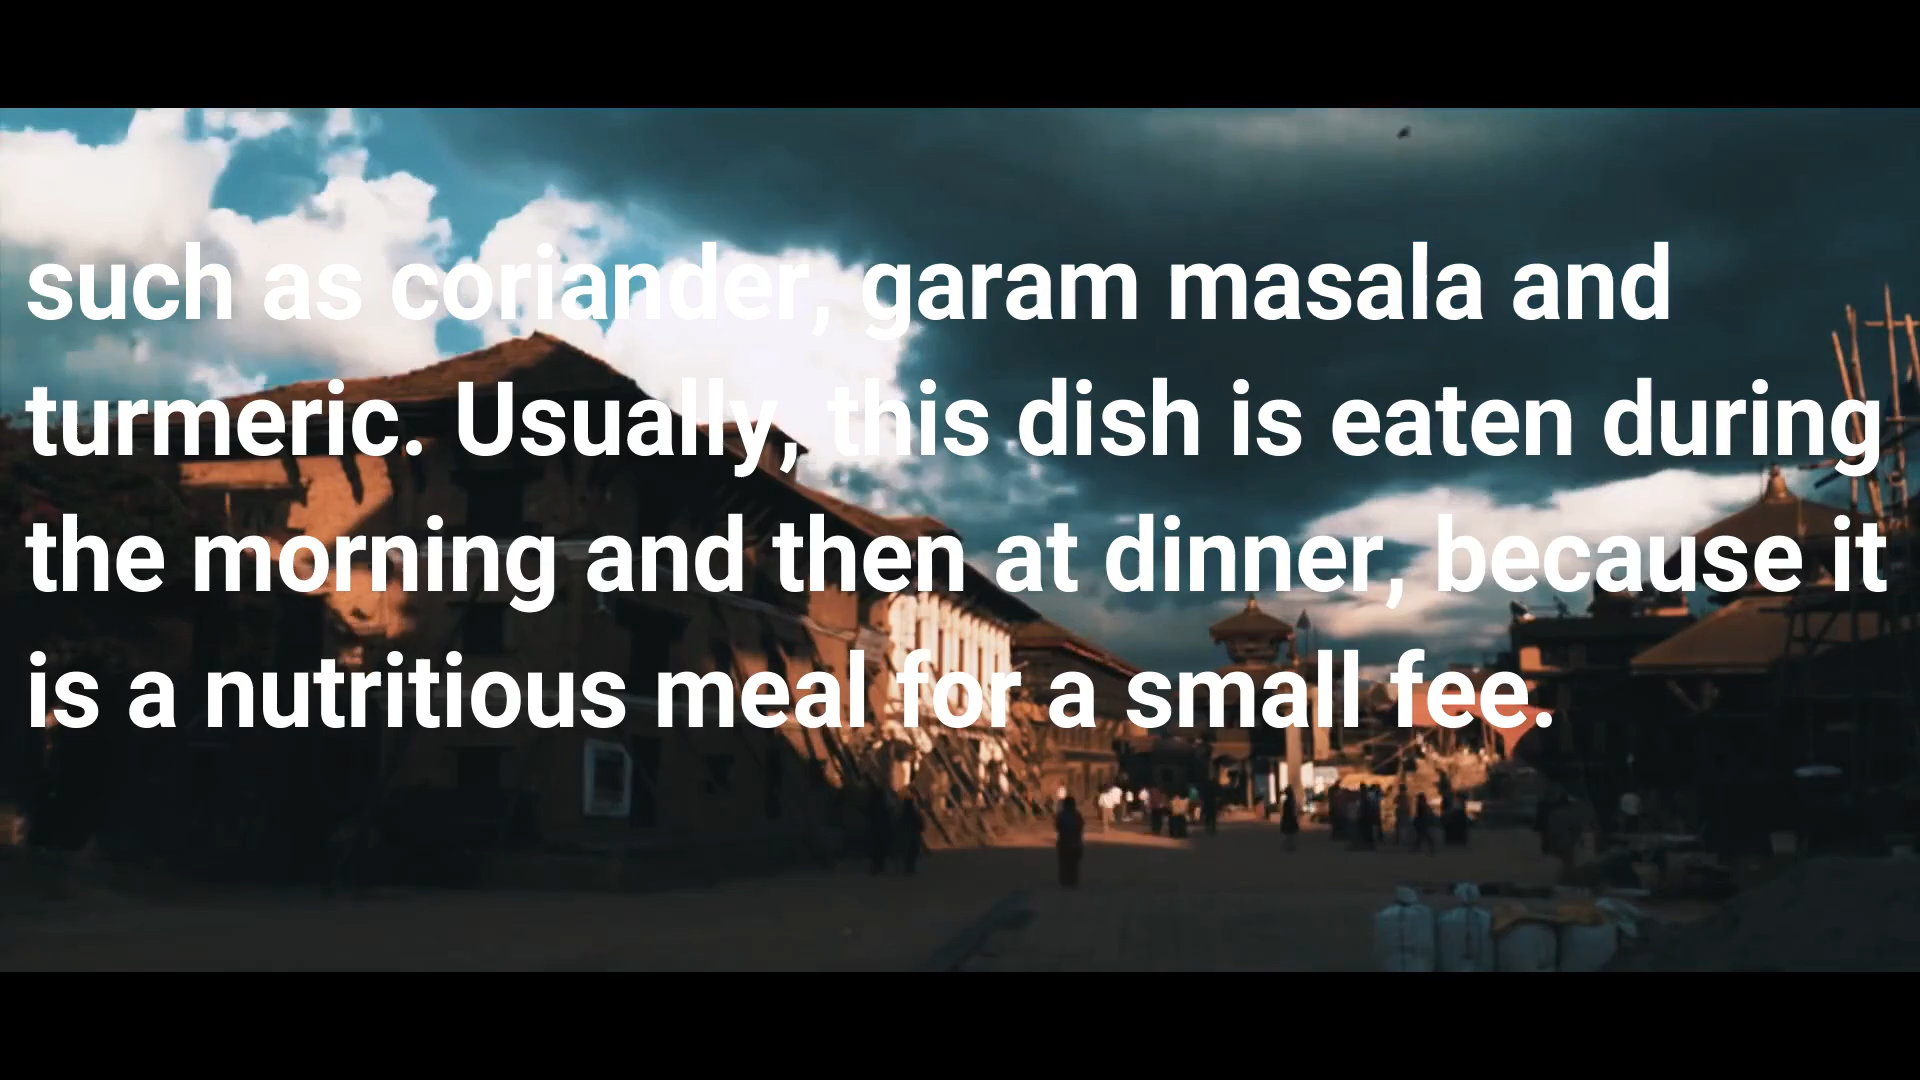 such as coriander, garam masala and
turmeric. Usually, this dish is eaten during
the morning and then at dinner, because it
is a nutritious meal for a small fee.